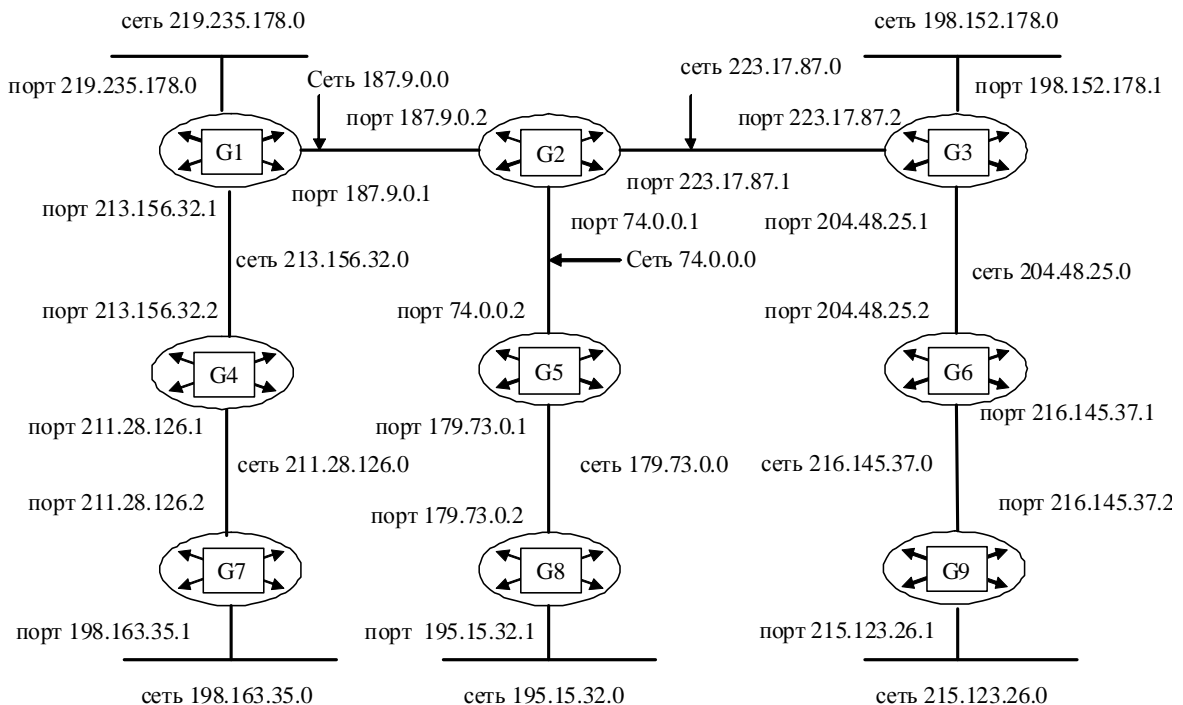 сеть 219.235.178.0
сеть 198.152.178.0
порт 219.235.178.0
Сеть 187.9.0.0
сеть 223.17.87.0
порт 198.152.178.1
порт 187.9.0.2
порт 223.17.87.2
G1
G2
G3
порт 187.9.0.1
порт 223.17.87.1
порт 213.156.32.1
порт 74.0.0.1
порт 204.48.25.1
сеть 213.156.32.0
Сеть 74.0.0.0
сеть 204.48.25.0
порт 213.156.32.2
порт 74.0.0.2
порт 204.48.25.2
G4
G5
G6
порт 216.145.37.1
порт 211.28.126.1
порт 179.73.0.1
сеть 211.28.126.0
сеть 179.73.0.0
сеть 216.145.37.0
порт 211.28.126.2
порт 179.73.0.2
порт 216.145.37.2
G7
G8
G9
порт 198.163.35.1
порт 195.15.32.1
порт 215.123.26.1
сеть 198.163.35.0
сеть 195.15.32.0
сеть 215.123.26.0